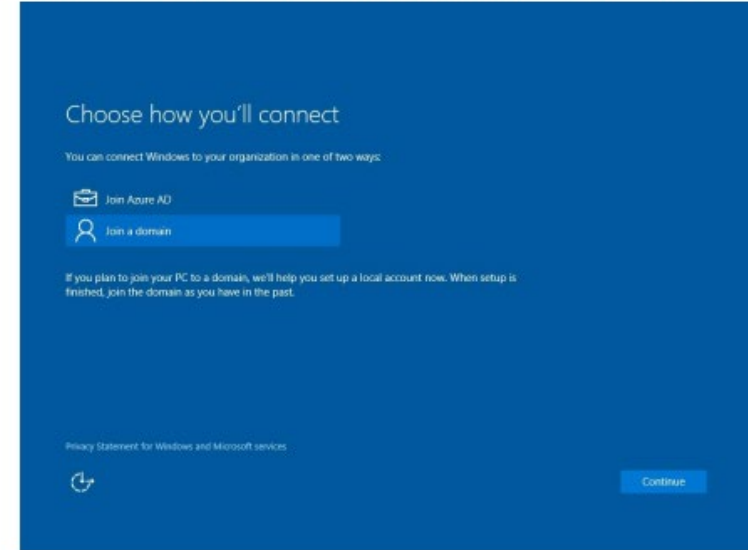 Choose how you'll connect
You can connect Windows to your organization in one of two ways:
Join Azure AD
Join a domain
If you plan to join your PC to a domain, we'll help you set up a local account now. When setup is
finished, join the domain as you have in the past.
Privacy Statement for Windows and Microsoft services
Continue